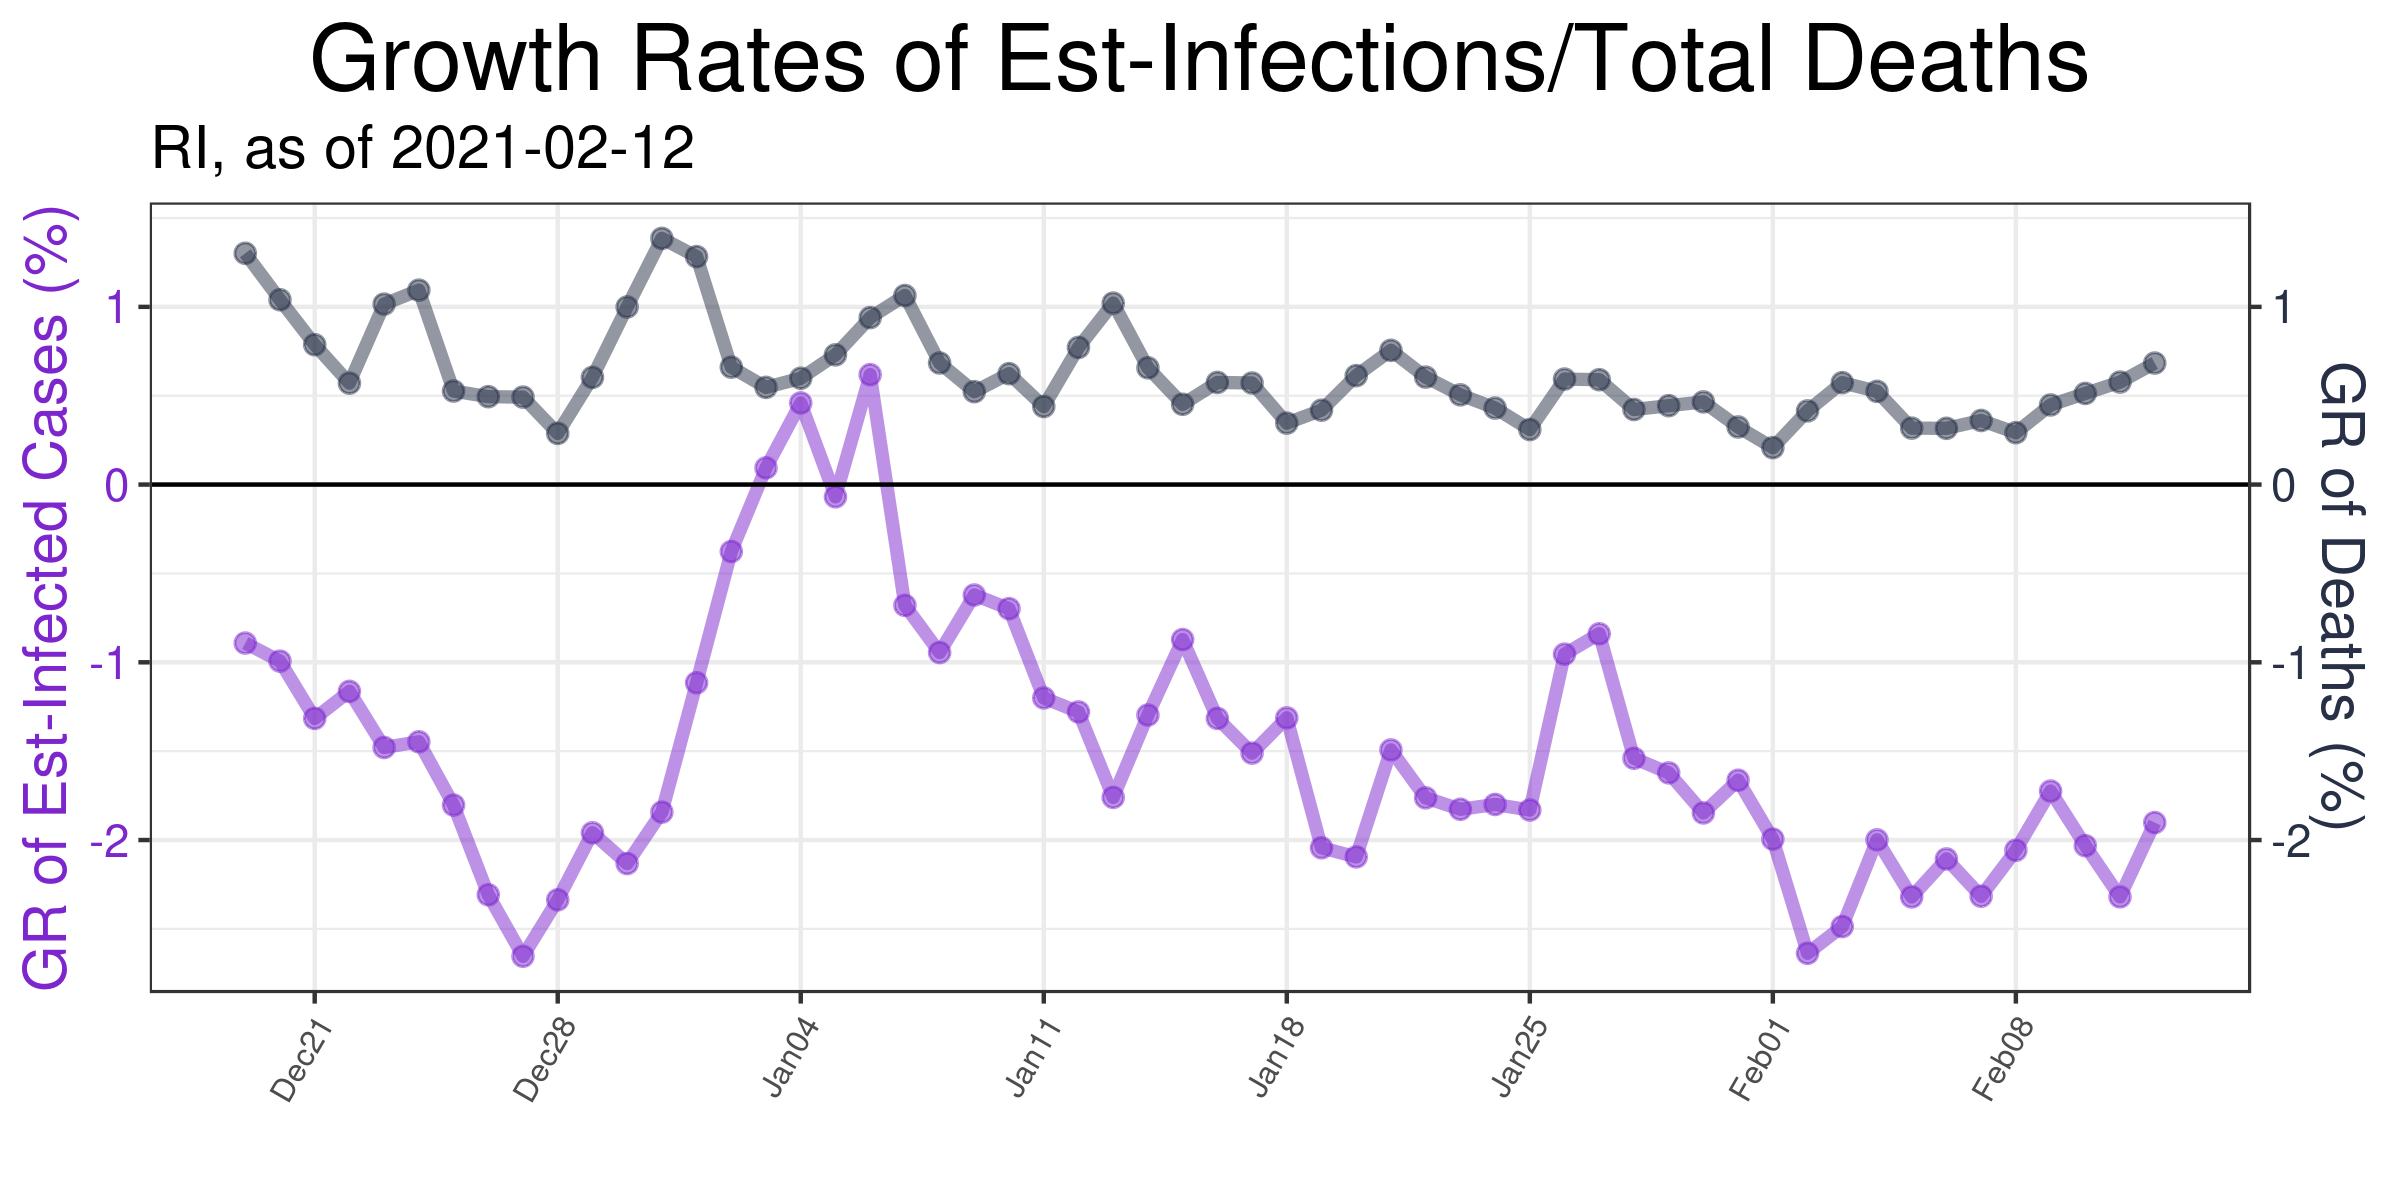 Growth Rates of Est-Infections/Total Deaths
RI, as of 2021-02-12
GR of Est-Infected Cases (%)
1
0
-1
-2
1
0
-1
-2
GR of Deaths (%)
Dec21
Dec28
Jan04
Jan11
Jan18
Jan25
Feb01
Feb08